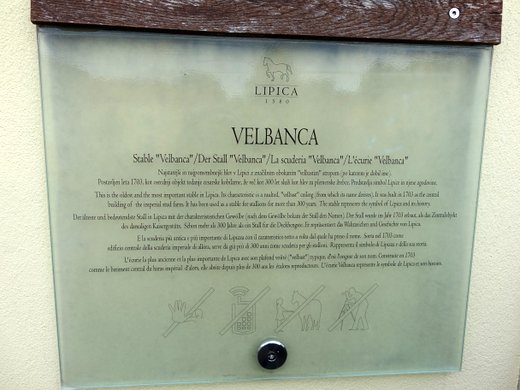 LIPICA
1580
VELBANCA
Stable "Velbanca"/Der Stall "Velbanca"/La scuderia "Velbanca"/L'écurie "Velbanca"
Najstarejši in najpomembnejši hlev v Lipici z značilnim obokanim "velbanim" stropom (po katerem je dobil ime).
Postavljen leta 1703, kot osrednji objekt tedanje cesarske kobilarne, že več kot 300 let služi kot hlev za plemenske žrebce. Predstavlja simbol Lipice in njene zgodovine.
This is the oldest and the most important stable in Lipica. Its characteristic is a vaulted, "velban" ceiling (from which its name derives). It was built in 1703 as the central
building of the imperial stud farm. It has been used as a stable for stallions for more than 300 years. The stable represents the symbol of Lipica and its history.
Der älteste und bedeutendste Stall in Lipica mit der charakteristischen Gewölbe (nach dem Gewölbe bekam der Stall den Namen). Der Stall wurde im Jahr 1703 erbaut, als das Zentralobjekt
des damaligen Kaisergestüts. Schon mehr als 300 Jahre als ein Stall für die Deckhengste. Er repräsentiert das Wahrzeichen und Geschichte von Lipica.
È la scuderia più antica e più importante di Lipizza con il caratteristico tetto a volta dal quale ha preso il nome. Sorta nel 1703 come
edificio centrale della scuderia imperiale di allora, serve da già più di 300 anni come scuderia per gli stalloni. Rappresenta il simbolo di Lipizza e della sua storia.
L'écurie la plus ancienne et la plus importante de Lipica avec son plafond voûté ("velban") typique, d'où l'origine de son nom. Construite en 1703
comme le bâtiment central du haras impérial d'alors, elle abrite depuis plus de 300 ans les étalons reproducteurs. L'écurie Velbanca représente le symbole de Lipica et son histoire.